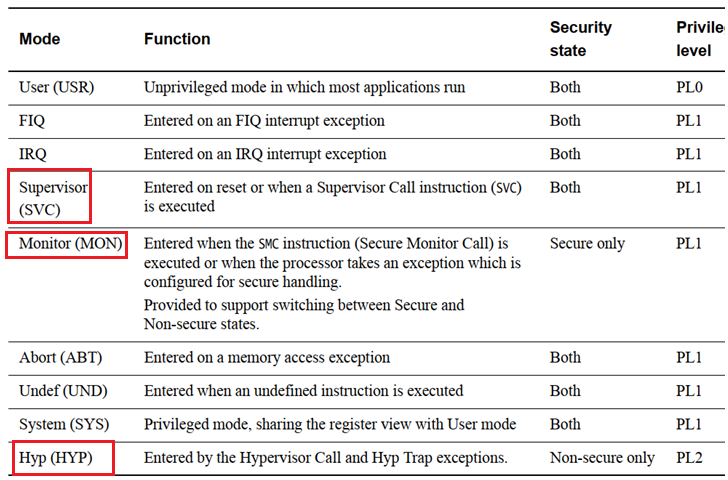 Mode Function Security state Privile level
User (USR) Unprivileged mode in which most applications run Both PL0
FIQ Entered on an FIQ interrupt exception Both PL1
IRQ Entered on an IRQ interrupt exception Both PL1
Supervisor (SVC) Entered on reset or when a Supervisor Call instruction (SVC) Both PL1
is executed
Monitor (MON) Entered when the SMC instruction (Secure Monitor Call) is Secure only PL1
executed or when the processor takes an exception which is
configured for secure handling.
Provided to support switching between Secure and
Non-secure states.
Abort (ABT) Entered on a memory access exception Both PL1
Undef (UND) Entered when an undefined instruction is executed Both PL1
System (SYS) Privileged mode, sharing the register view with User mode Both PL1
Hyp (HYP) Entered by the Hypervisor Call and Hyp Trap exceptions. Non-secure only PL2